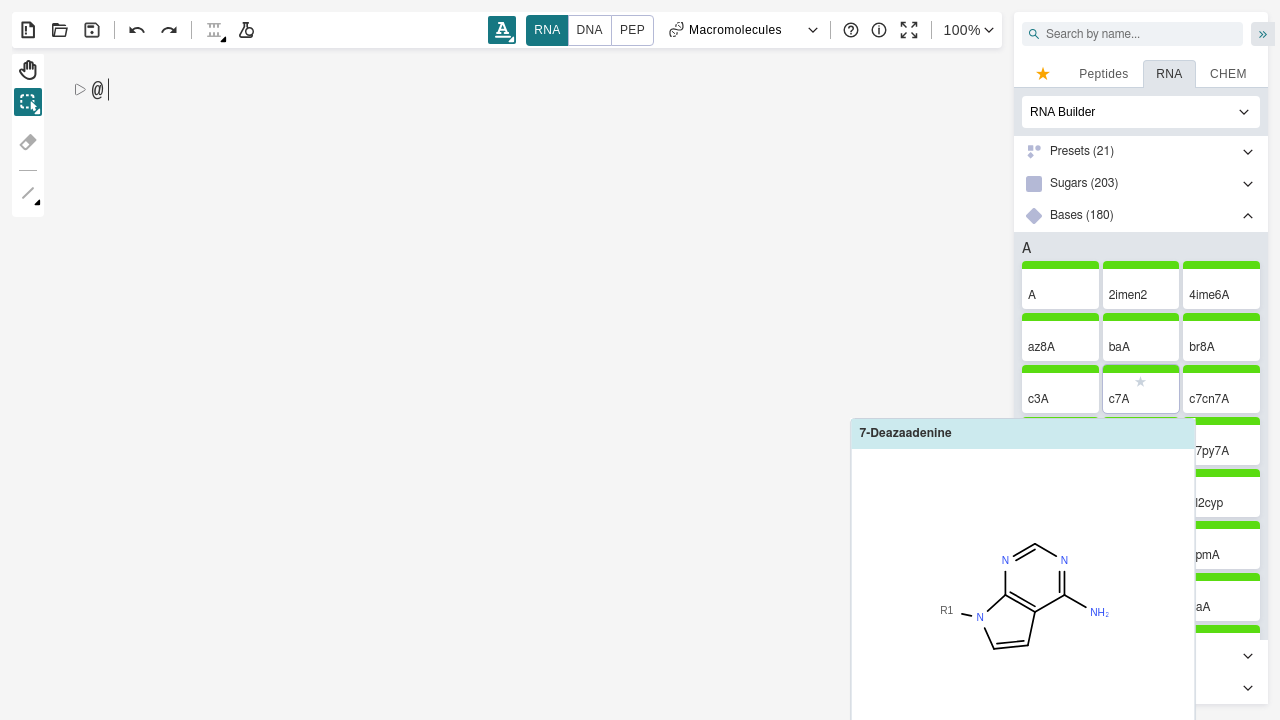 A
RNA DNA PEP
Macromolecules
100%
Search by name...
»
Peptides RNA CHEM
RNA Builder
@
Presets (21)
Sugars (203)
Bases (180)
A
A 2imen2 4ime6A
az8A baA br8A
c3A c7A c7cn7A
7py7A
l2cyp
pmA
aA
7-Deazaadenine
N N
R1 N NH₂